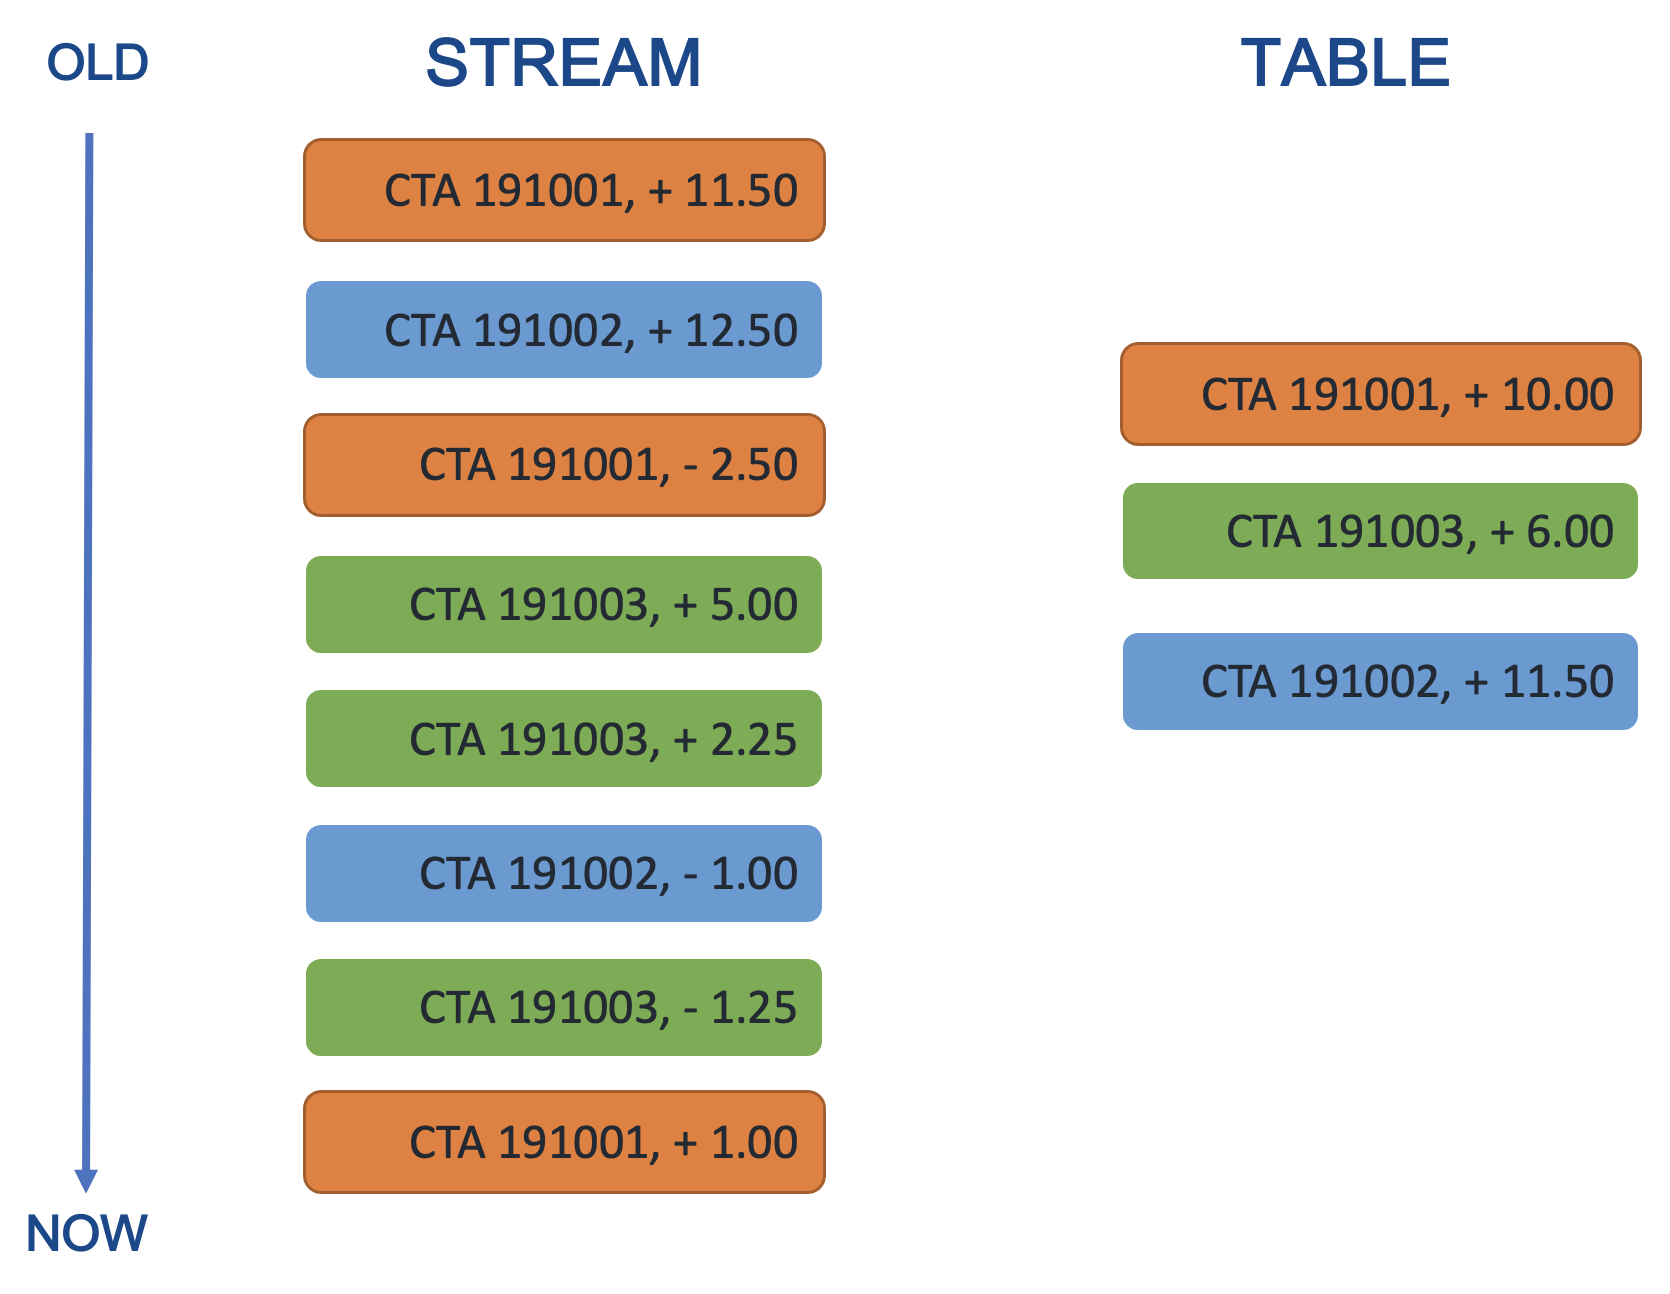 OLD
STREAM
TABLE
CTA 191001, + 11.50
CTA 191002, + 12.50
CTA 191001, - 2.50
CTA 191003, + 5.00
CTA 191003, + 2.25
CTA 191002, - 1.00
CTA 191003, - 1.25
CTA 191001, + 1.00
CTA 191001, + 10.00
CTA 191003, + 6.00
CTA 191002, + 11.50
NOW